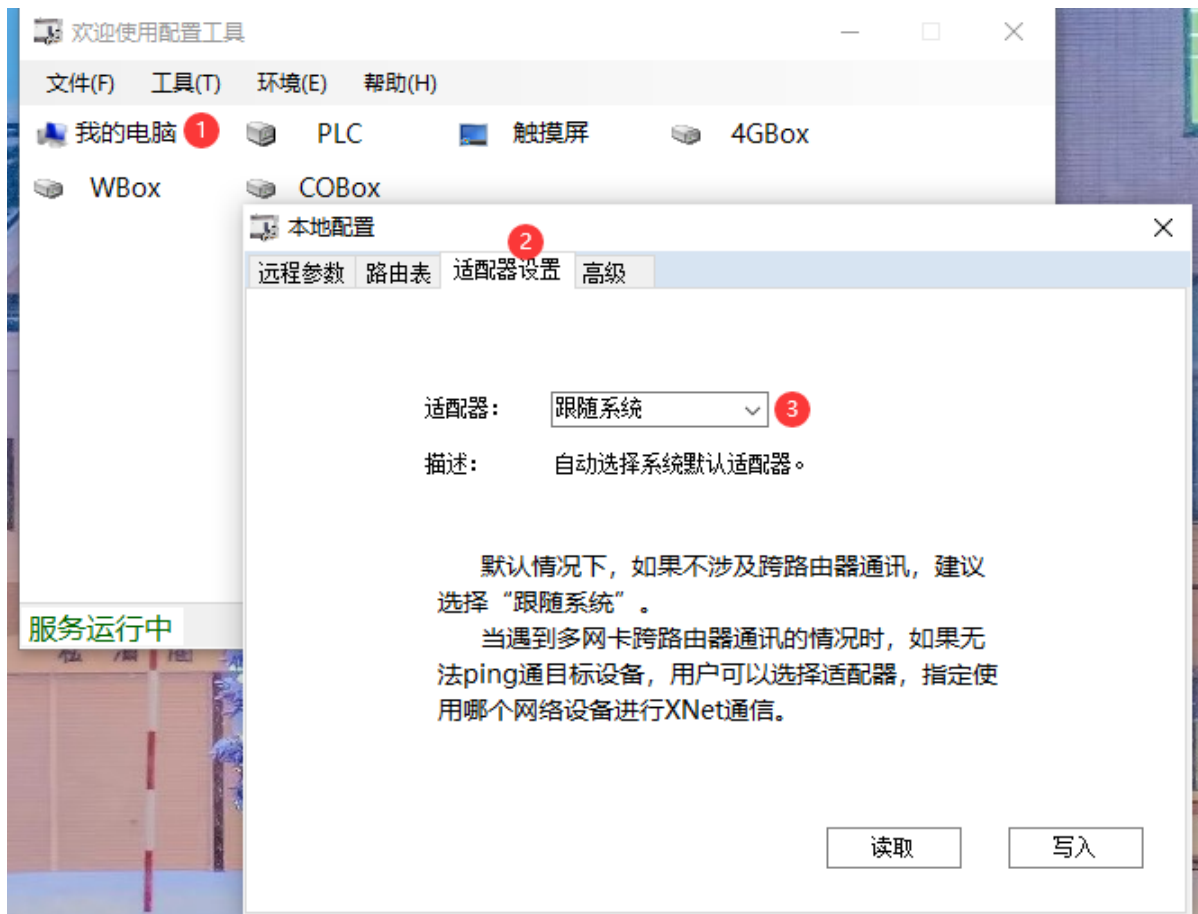 欢迎使用配置工具
文件(F) 工具(T) 环境(E) 帮助(H)
我的电脑 1 PLC 触摸屏 4GBox
WBox COBox
本地配置
2
远程参数 路由表 适配器设置 高级
适配器： 跟随系统 3
描述： 自动选择系统默认适配器。
默认情况下，如果不涉及跨路由器通讯，建议
选择“跟随系统”。
当遇到多网卡跨路由器通讯的情况时，如果无
法ping通目标设备，用户可以选择适配器，指定使
用哪个网络设备进行XNet通信。
服务运行中
读取 写入